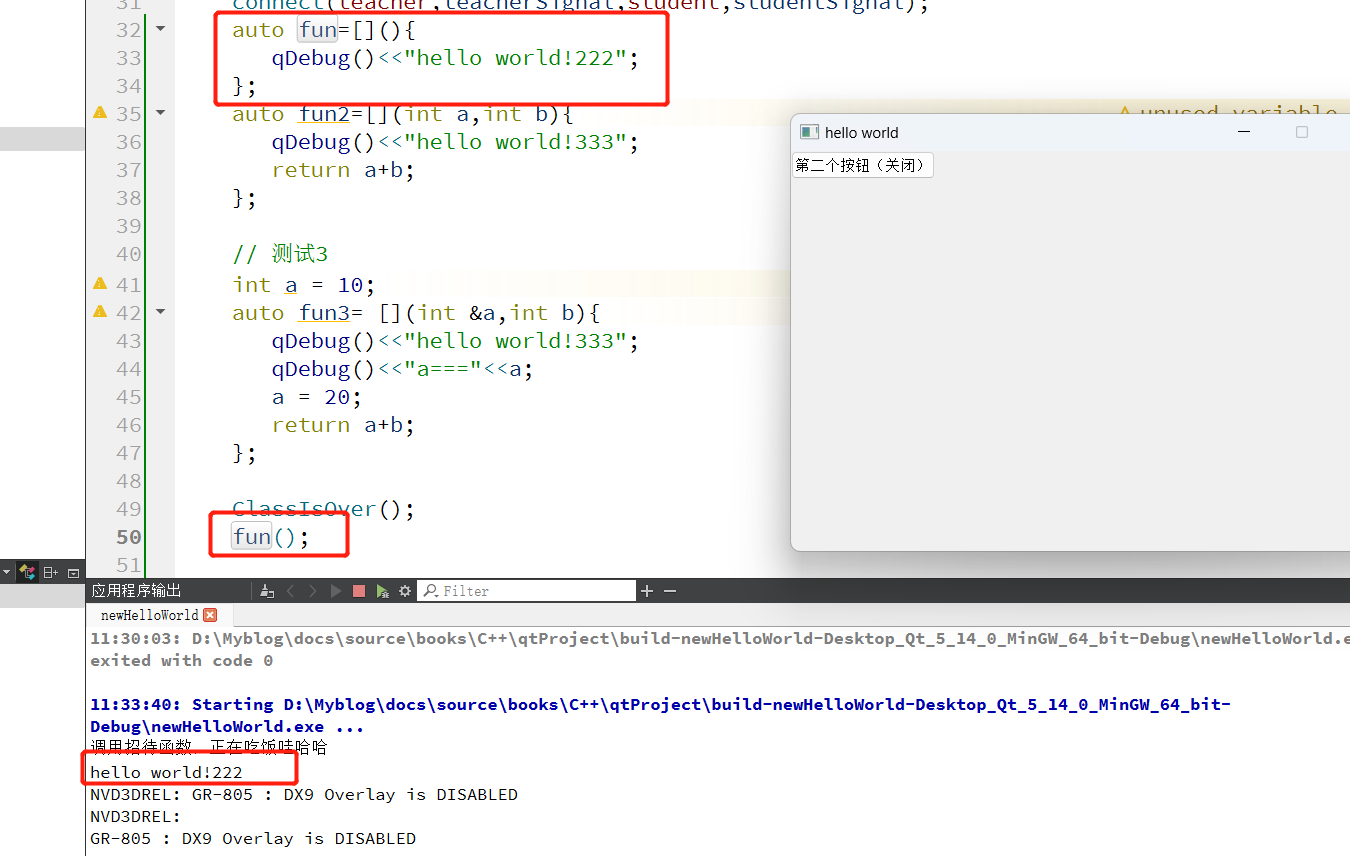 31 connect(teacher,teacherSignal,student,studentSignal);
32 auto fun=[](){
33 qDebug()<<"hello world!222";
34 };
35 auto fun2=[](int a,int b){ unused variable
36 qDebug()<<"hello world!333";
37 return a+b;
38 };
39
40 // 测试3
41 int a = 10;
42 auto fun3= [](int &a,int b){
43 qDebug()<<"hello world!333";
44 qDebug()<<"a==="<<a;
45 a = 20;
46 return a+b;
47 };
48
49 ClassIsOver();
50 fun();
51
hello world
第二个按钮（关闭）
应用程序输出 Filter
newHelloWorld
11:30:03: D:\Myblog\docs\source\books\C++\qtProject\build-newHelloWorld-Desktop_Qt_5_14_0_MinGW_64_bit-Debug\newHelloWorld.e
exited with code 0
11:33:40: Starting D:\Myblog\docs\source\books\C++\qtProject\build-newHelloWorld-Desktop_Qt_5_14_0_MinGW_64_bit-
Debug\newHelloWorld.exe ...
调用招待函数，正在吃饭哇哈哈
hello world!222
NVD3DREL: GR-805 : DX9 Overlay is DISABLED
NVD3DREL:
GR-805 : DX9 Overlay is DISABLED